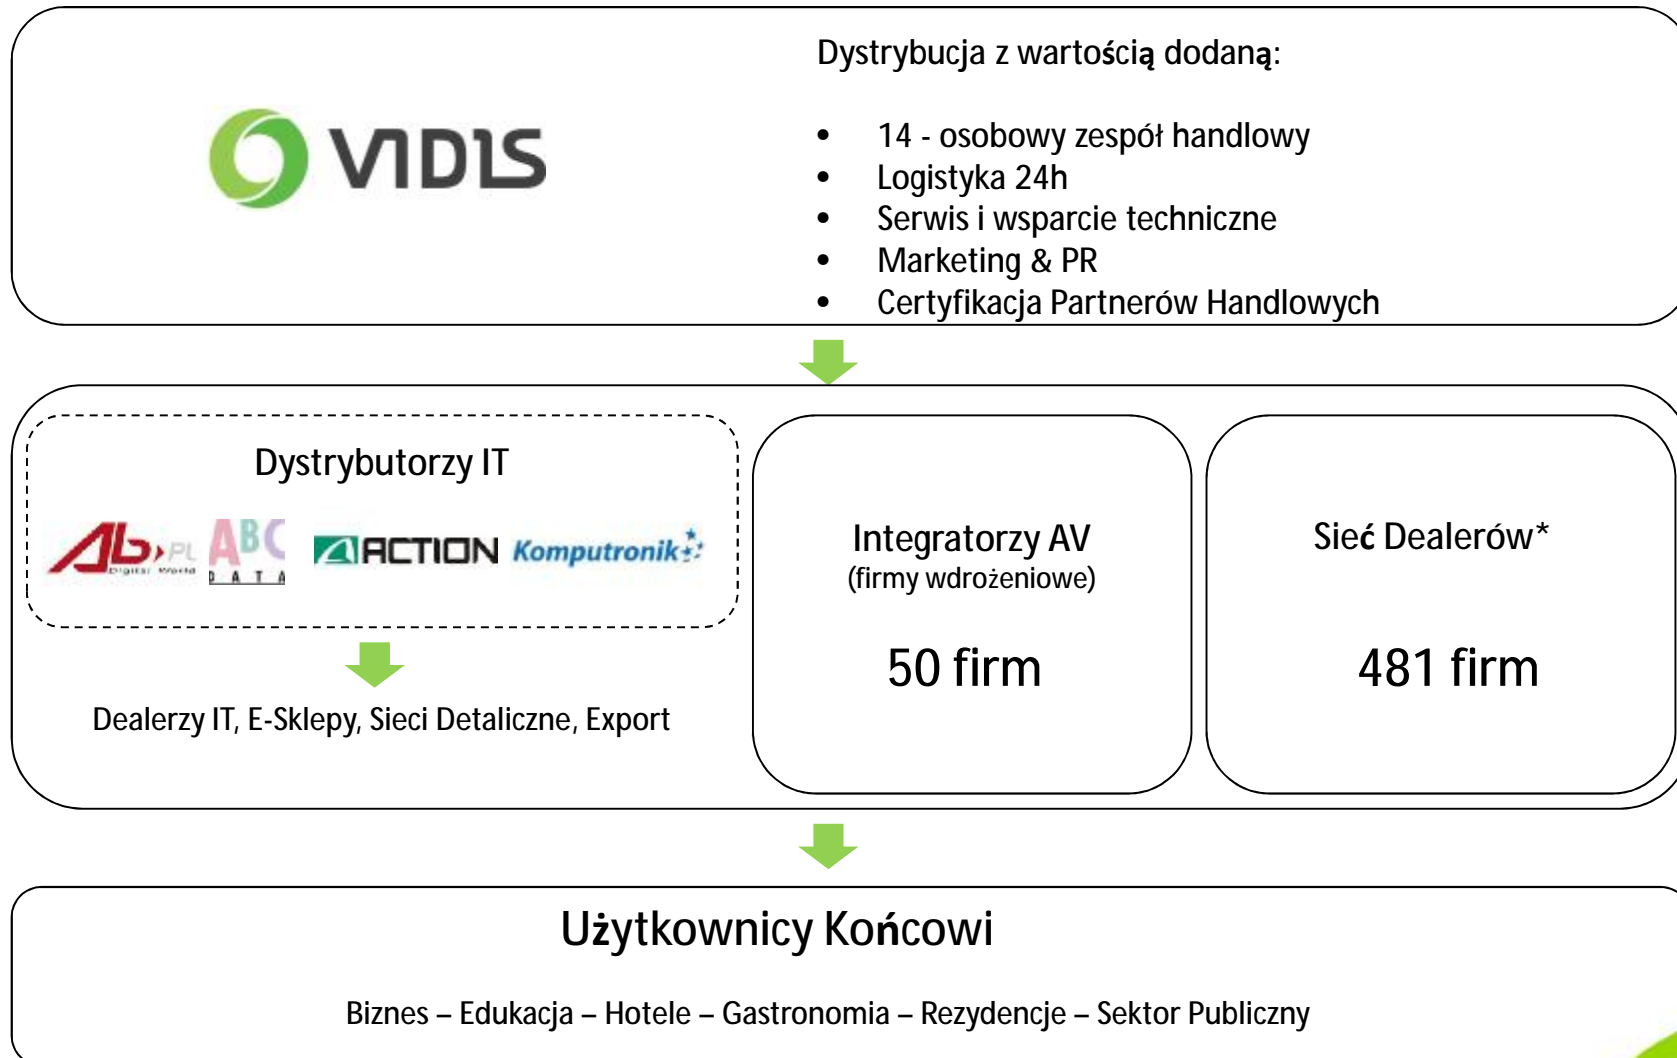 VIDIS
Dystrybucja z wartością dodaną:
• 14 - osobowy zespół handlowy
• Logistyka 24h
• Serwis i wsparcie techniczne
• Marketing & PR
• Certyfikacja Partnerów Handlowych
Dystrybutorzy IT
Ab.PL
Digital World
ABC
DATA
ACTION
Komputronik
Dealerzy IT, E-Sklepy, Sieci Detaliczne, Export
Integratorzy AV
(firmy wdrożeniowe)
50 firm
Sieć Dealerów*
481 firm
Użytkownicy Końcowi
Biznes – Edukacja – Hotele – Gastronomia – Rezydencje – Sektor Publiczny